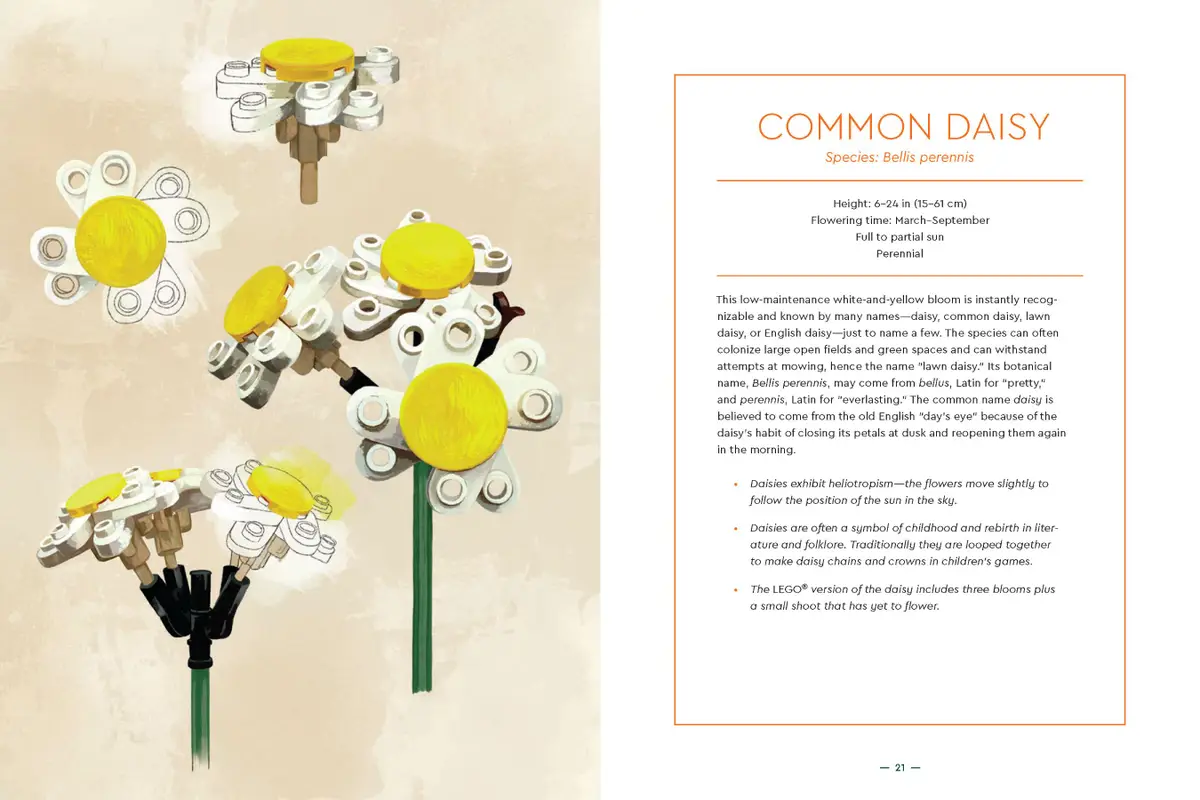 COMMON DAISY
Species: Bellis perennis
Height: 6–24 in (15–61 cm)
Flowering time: March–September
Full to partial sun
Perennial
This low-maintenance white-and-yellow bloom is instantly recog-
nizable and known by many names—daisy, common daisy, lawn
daisy, or English daisy—just to name a few. The species can often
colonize large open fields and green spaces and can withstand
attempts at mowing, hence the name “lawn daisy.” Its botanical
name, Bellis perennis, may come from bellus, Latin for “pretty,”
and perennis, Latin for “everlasting.” The common name daisy is
believed to come from the old English “day’s eye” because of the
daisy’s habit of closing its petals at dusk and reopening them again
in the morning.
• Daisies exhibit heliotropism—the flowers move slightly to
follow the position of the sun in the sky.
• Daisies are often a symbol of childhood and rebirth in liter-
ature and folklore. Traditionally they are looped together
to make daisy chains and crowns in children’s games.
• The LEGO® version of the daisy includes three blooms plus
a small shoot that has yet to flower.
— 21 —